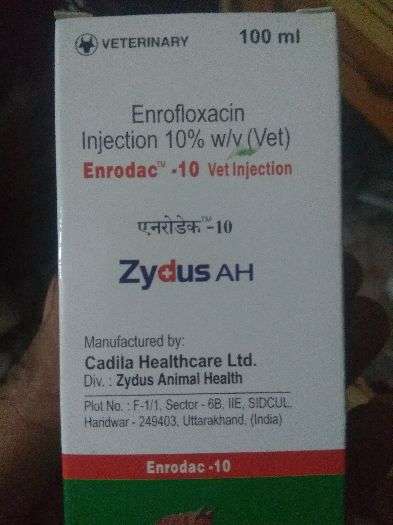 VETERINARY 100 ml
Enrofloxacin
Injection 10% w/v (Vet)
Enrodac™ -10 Vet Injection
एनरोडेक™-10
Zydus AH
Manufactured by:
Cadila Healthcare Ltd.
Div. : Zydus Animal Health
Plot No. : F-1/1, Sector - 6B, IIE, SIDCUL,
Haridwar - 249403, Uttarakhand, (India)
Enrodac -10